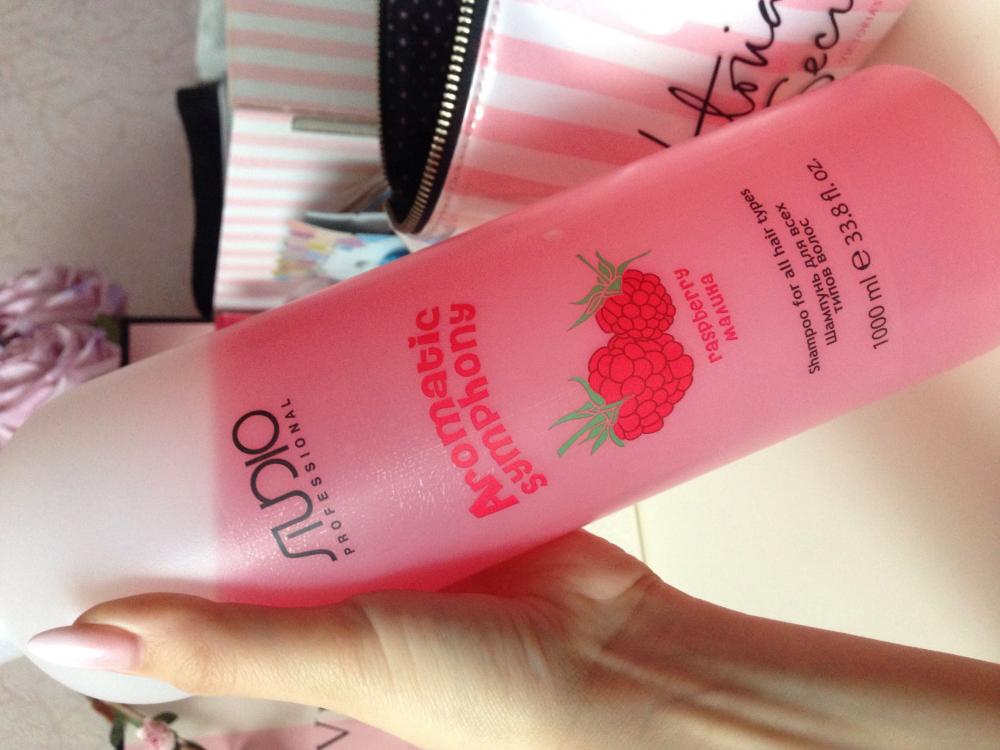 STUDIO
PROFESSIONAL
Aromatic
symphony
raspberry
малина
Shampoo for all hair types
Шампунь для всех
типов волос
1000 ml ℮ 33.8 fl. oz.
VICTORIA'S